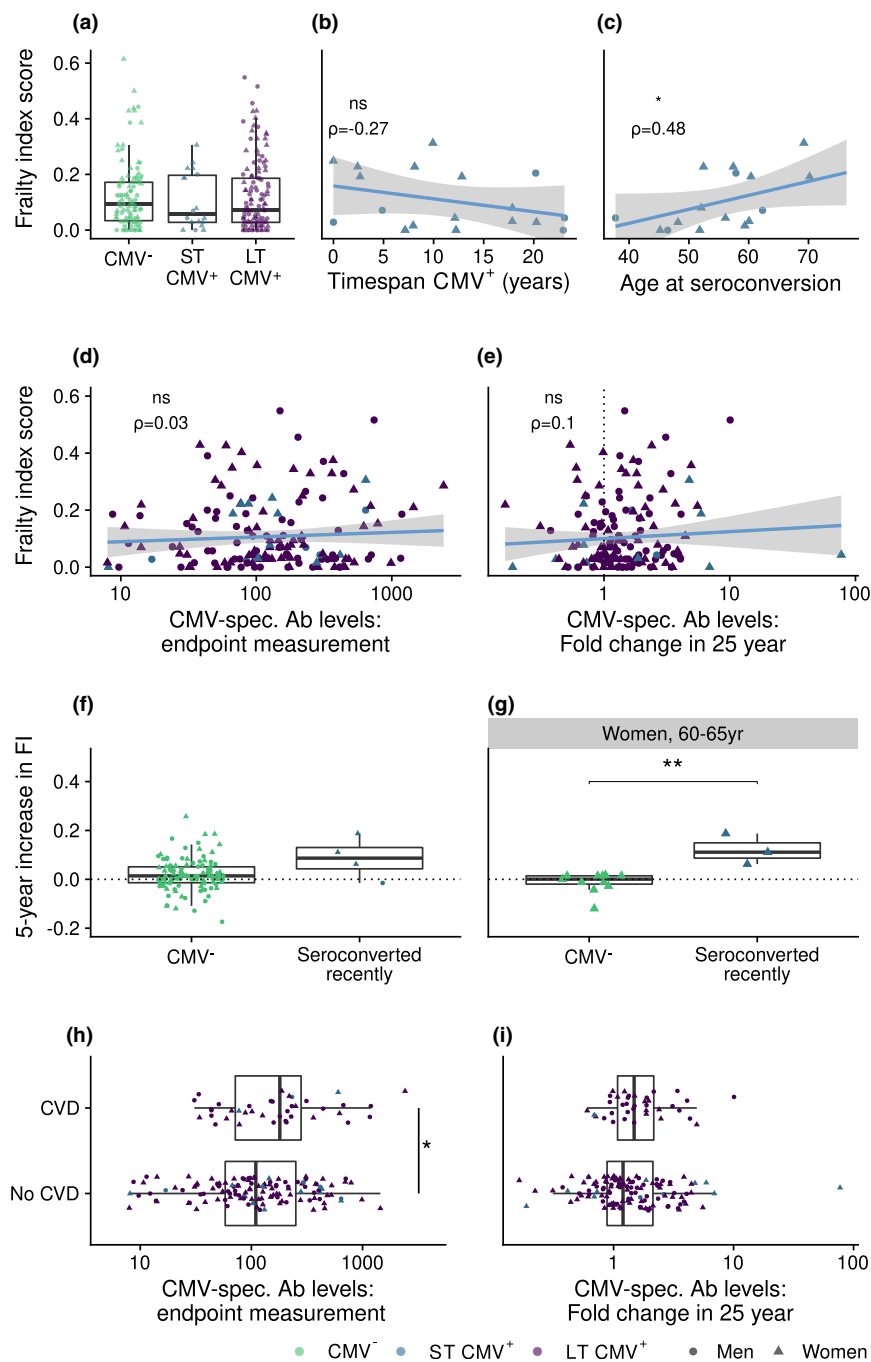 (a)
(b)
(c)
Frailty index score
0.6
0.4
0.2
0.0
CMV-
ST CMV+
LT CMV+
ns
ρ=-0.27
0 5 10 15 20
Timespan CMV+ (years)
*
ρ=0.48
40 50 60 70
Age at seroconversion
(d)
(e)
Frailty index score
0.6
0.4
0.2
0.0
ns
ρ=0.03
10 100 1000
CMV-spec. Ab levels:
endpoint measurement
ns
ρ=0.1
1 10 100
CMV-spec. Ab levels:
Fold change in 25 year
(f)
(g)
5-year increase in FI
0.4
0.2
0.0
-0.2
CMV-
Seroconverted
recently
Women, 60-65yr
**
CMV-
Seroconverted
recently
(h)
(i)
CVD
No CVD
*
10 100 1000
CMV-spec. Ab levels:
endpoint measurement
1 10 100
CMV-spec. Ab levels:
Fold change in 25 year
CMV- ST CMV+ LT CMV+ Men Women